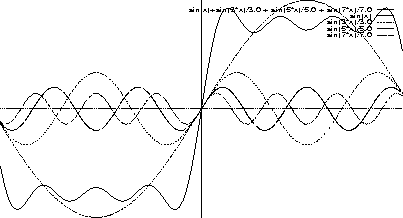 sin(x)+sin(3*x)/3.0 + sin(5*x)/5.0 + sin(7*x)/7.0
sin(x)
sin(3*x)/3.0
sin(5*x)/5.0
sin(7*x)/7.0